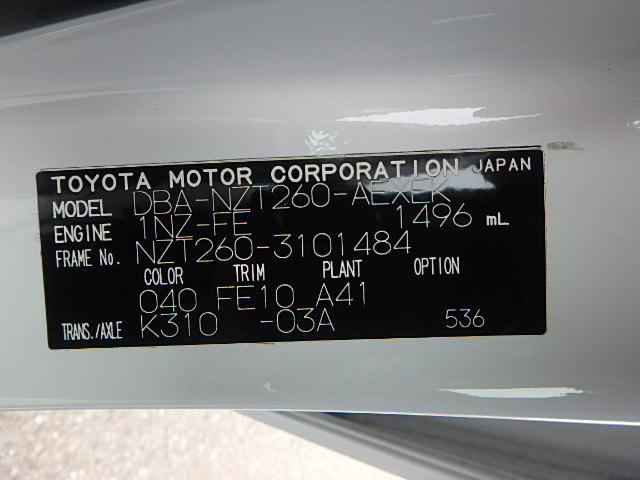 TOYOTA MOTOR CORPORATION JAPAN
MODEL DBA-NZT260-AEXEK
ENGINE 1NZ-FE 1496 mL
FRAME No. NZT260-3101484
COLOR TRIM PLANT OPTION
040 FE10 A41
TRANS./AXLE K310 -03A 536